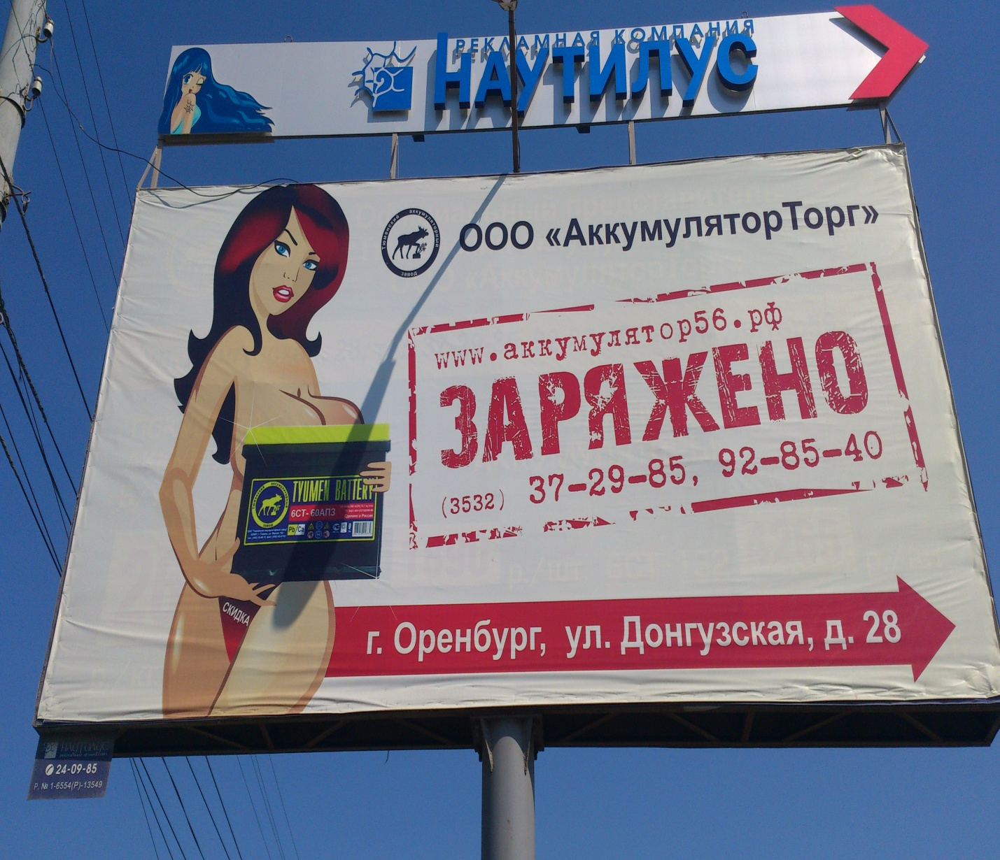 РЕКЛАМНАЯ КОМПАНИЯ
НАУТИЛУС
Тюменский аккумуляторный завод
ООО «АккумуляторТорг»
www.аккумулятор56.рф
ЗАРЯЖЕНО
(3532) 37-29-85, 92-85-40
TYUMEN BATTERY
6СТ- 60АПЗ
Сделано в России
завод
Pb Ca
СКИДКА
г. Оренбург, ул. Донгузская, д. 28
НАУТИЛУС
24-09-85
Р. № 1-6554(Р)-13549